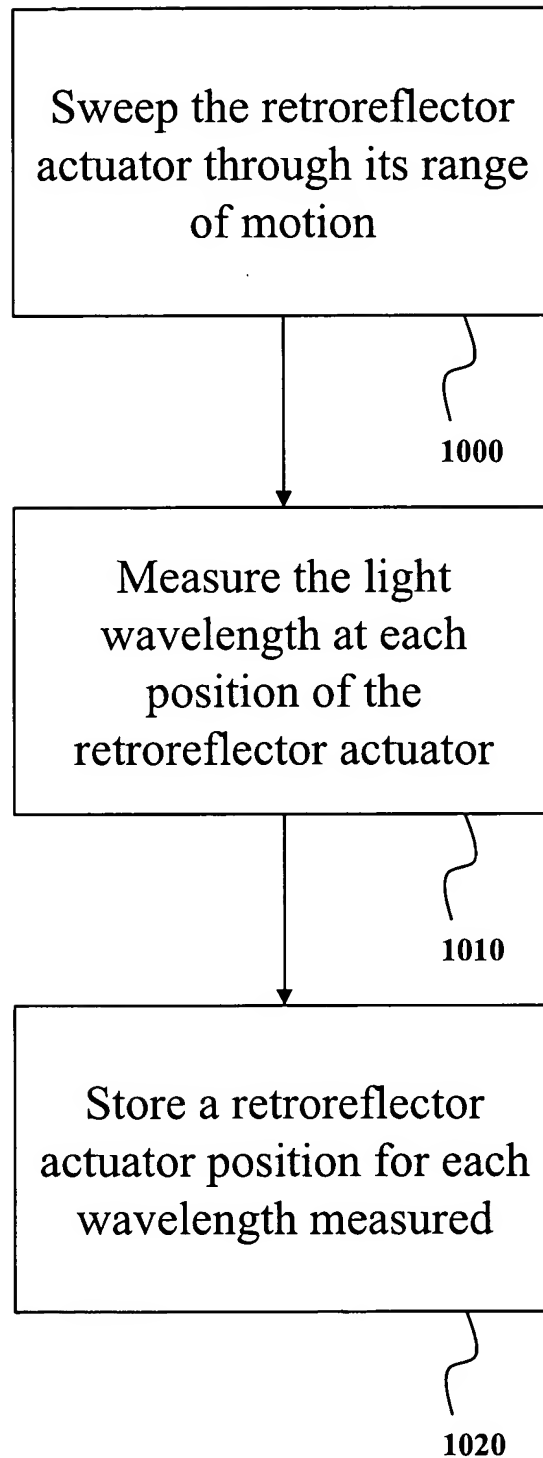 Sweep the retroreflector
actuator through its range
of motion
1000
Measure the light
wavelength at each
position of the
retroreflector actuator
1010
Store a retroreflector
actuator position for each
wavelength measured
1020